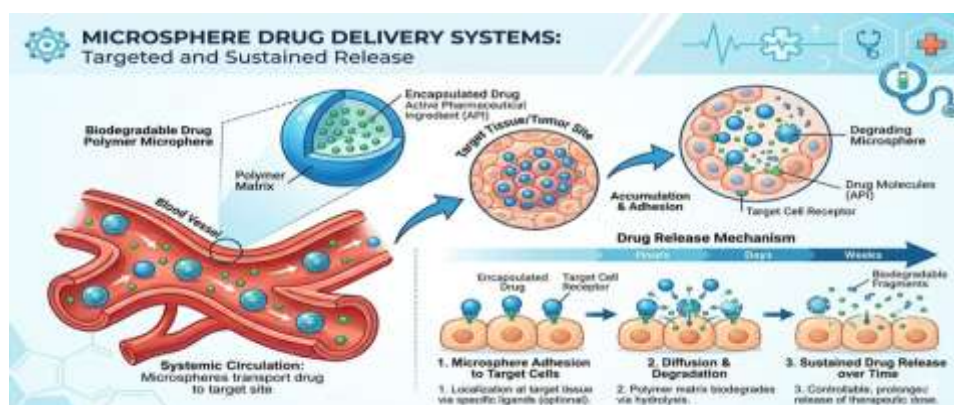 MICROSPHERE DRUG DELIVERY SYSTEMS:
Targeted and Sustained Release
Biodegradable Drug
Polymer Microphere
Encapsulated Drug
Active Pharmaceutical
Ingredient (API)
Polymer
Matrix
Blood Vessel
Systemic Circulation:
Microspheres transport drug
to target site
Target Tissue/Tumor Site
Accumulation
& Adhesion
Degrading
Microsphere
Drug Molecules
(API)
Target Cell Receptor
Drug Release Mechanism
Days
Weeks
Encapsulated
Drug
Target Cell
Receptor
Biodegradable
Fragments
1. Microsphere Adhesion
to Target Cells
1. Localization at target tissue
via specific ligands (optional).
2. Diffusion &
Degradation
2. Polymer matrix biodegrades
via hydrolysis.
3. Sustained Drug Release
over Time
3. Controllable, prolonged
release of therapeutic dose.